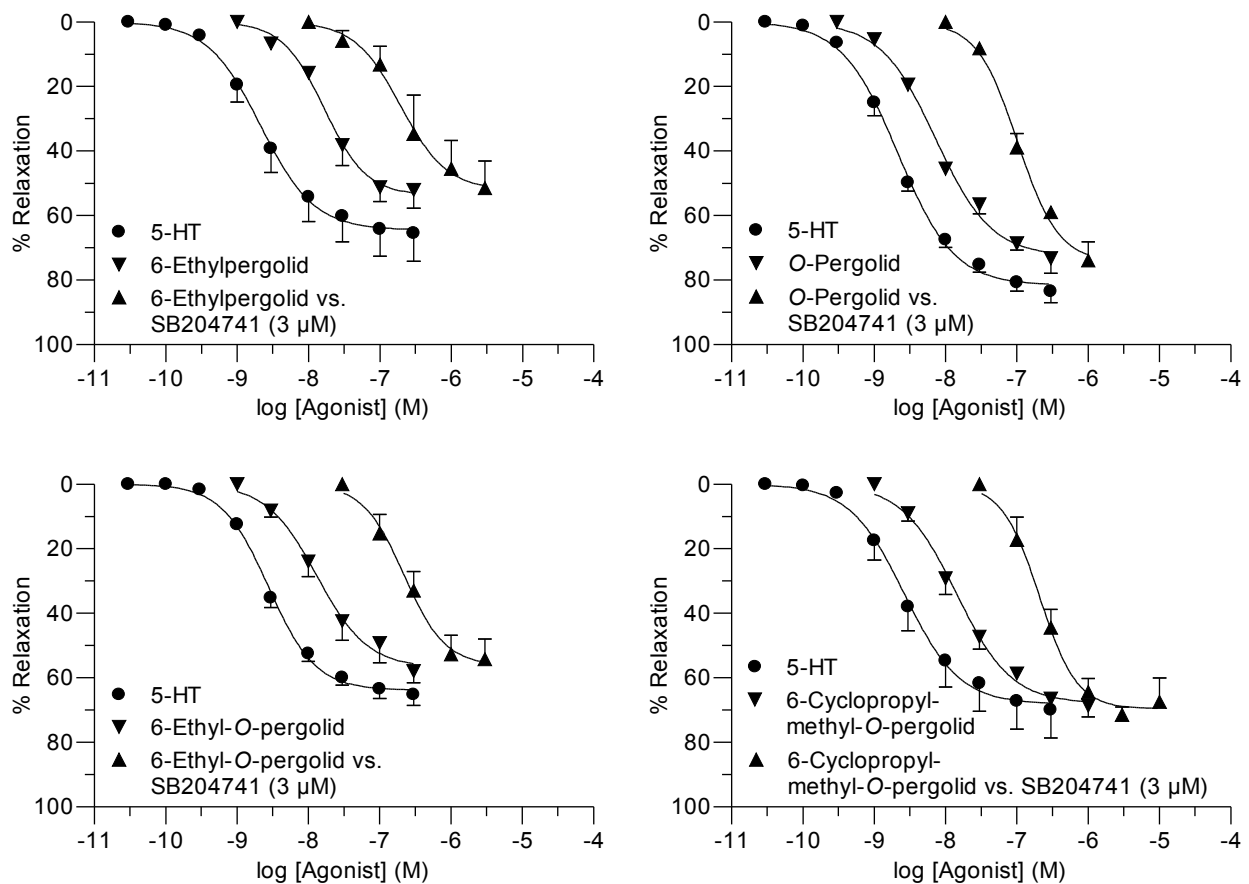 0
20
40
60
80
100
% Relaxation
5-HT
6-Ethylpergolid
6-Ethylpergolid vs.
SB204741 (3 µM)
-11 -10 -9 -8 -7 -6 -5 -4
log [Agonist] (M)
0
20
40
60
80
100
% Relaxation
5-HT
O-Pergolid
O-Pergolid vs.
SB204741 (3 µM)
-11 -10 -9 -8 -7 -6 -5 -4
log [Agonist] (M)
0
20
40
60
80
100
% Relaxation
5-HT
6-Ethyl-O-pergolid
6-Ethyl-O-pergolid vs.
SB204741 (3 µM)
-11 -10 -9 -8 -7 -6 -5 -4
log [Agonist] (M)
0
20
40
60
80
100
% Relaxation
5-HT
6-Cyclopropyl-
methyl-O-pergolid
6-Cyclopropyl-
methyl-O-pergolid vs. SB204741 (3 µM)
-11 -10 -9 -8 -7 -6 -5 -4
log [Agonist] (M)